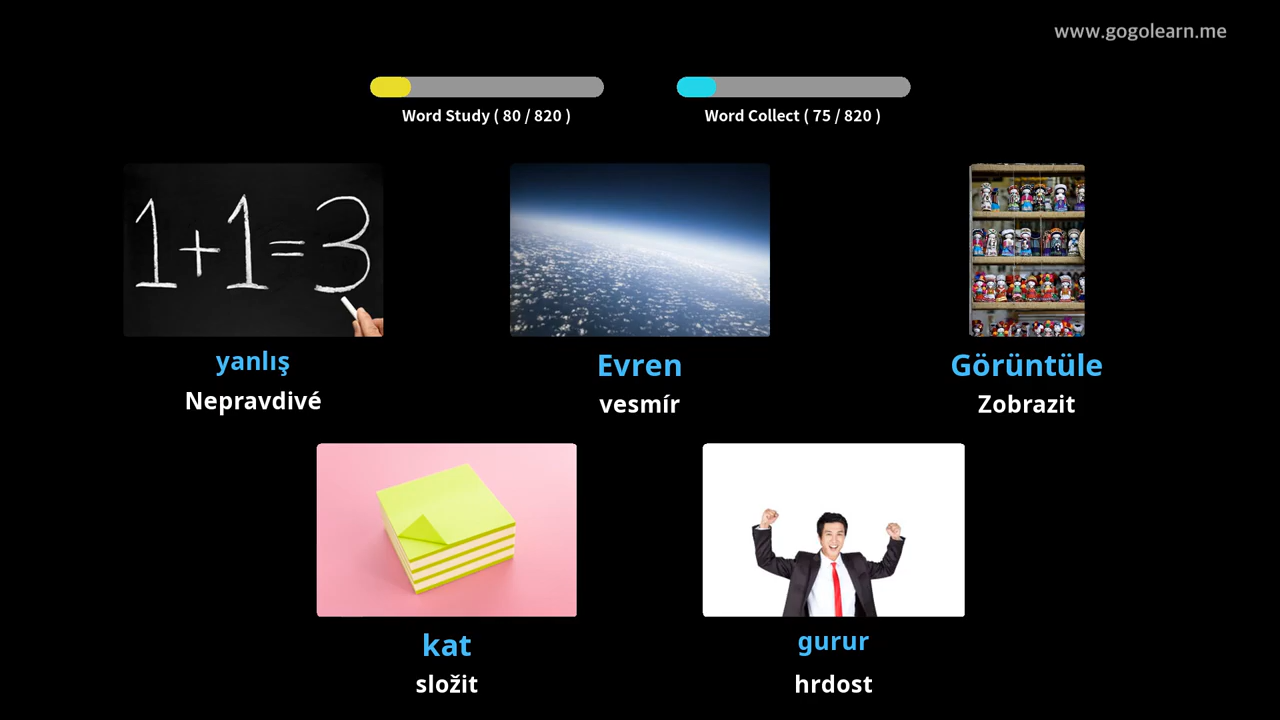 www.gogolearn.me
Word Study ( 80 / 820 )
Word Collect ( 75 / 820 )
1+1=3
yanlış
Nepravdivé
Evren
vesmír
Görüntüle
Zobrazit
kat
složit
gurur
hrdost